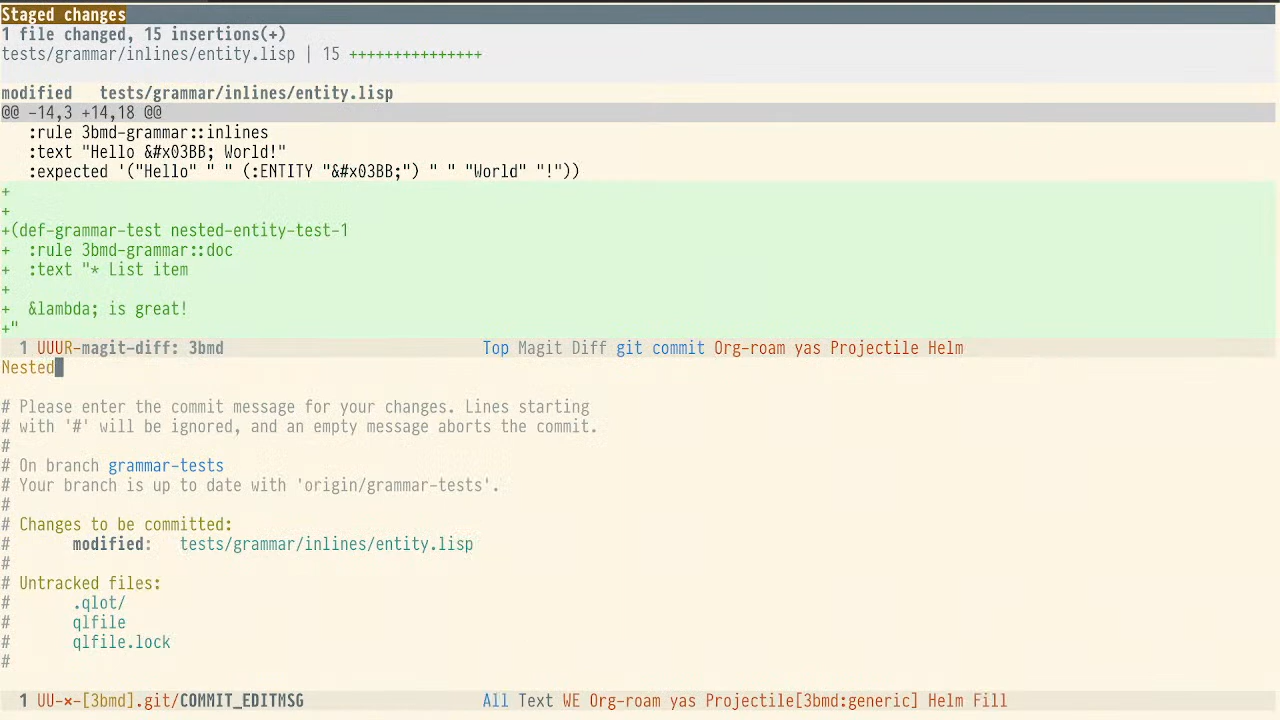 Staged changes
1 file changed, 15 insertions(+)
tests/grammar/inlines/entity.lisp | 15 +++++++++++++++
modified   tests/grammar/inlines/entity.lisp
@@ -14,3 +14,18 @@
   :rule 3bmd-grammar::inlines
   :text "Hello &#x03BB; World!"
   :expected '("Hello" " " (:ENTITY "&#x03BB;") " " "World" "!"))
+
+
+(def-grammar-test nested-entity-test-1
+  :rule 3bmd-grammar::doc
+  :text "* List item
+
+  &lambda; is great!
+"
  1 UUUR-magit-diff: 3bmd                             Top Magit Diff git commit Org-roam yas Projectile Helm
Nested
# Please enter the commit message for your changes. Lines starting
# with '#' will be ignored, and an empty message aborts the commit.
#
# On branch grammar-tests
# Your branch is up to date with 'origin/grammar-tests'.
#
# Changes to be committed:
#       modified:   tests/grammar/inlines/entity.lisp
#
# Untracked files:
#       .qlot/
#       qlfile
#       qlfile.lock
#
  1 UU-×-[3bmd].git/COMMIT_EDITMSG                    All Text WE Org-roam yas Projectile[3bmd:generic] Helm Fill